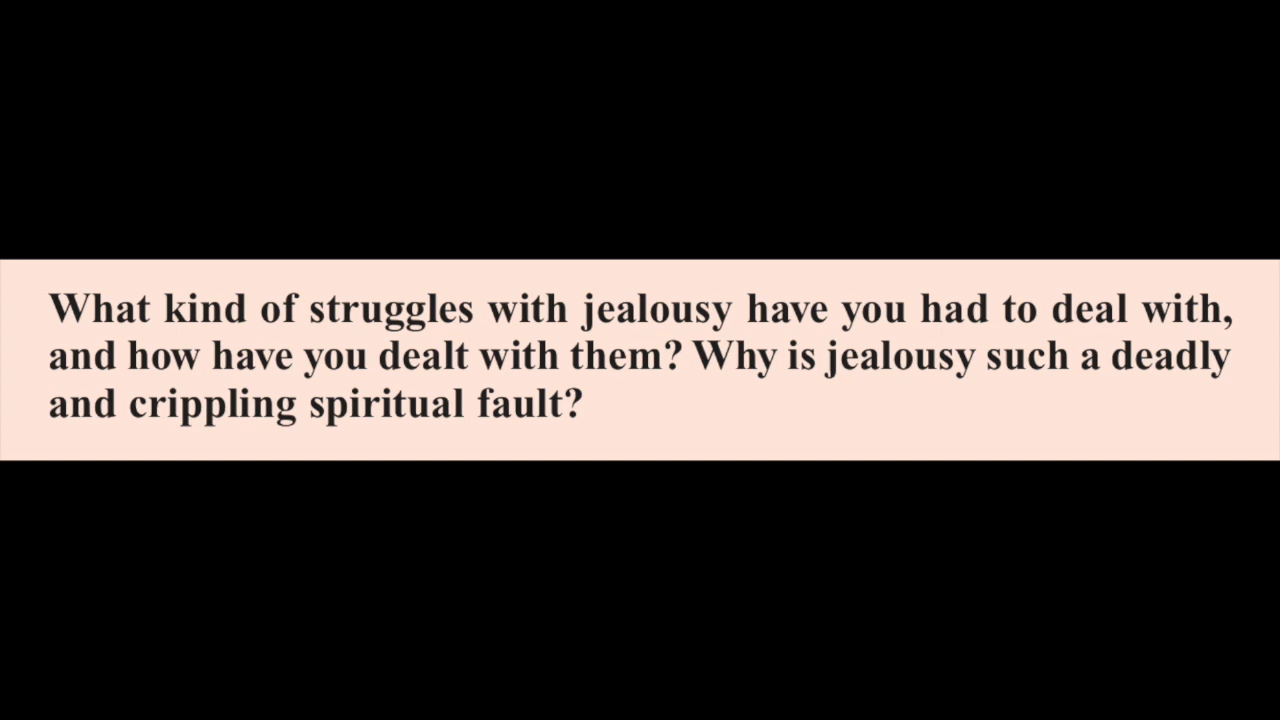 What kind of struggles with jealousy have you had to deal with,
and how have you dealt with them? Why is jealousy such a deadly
and crippling spiritual fault?